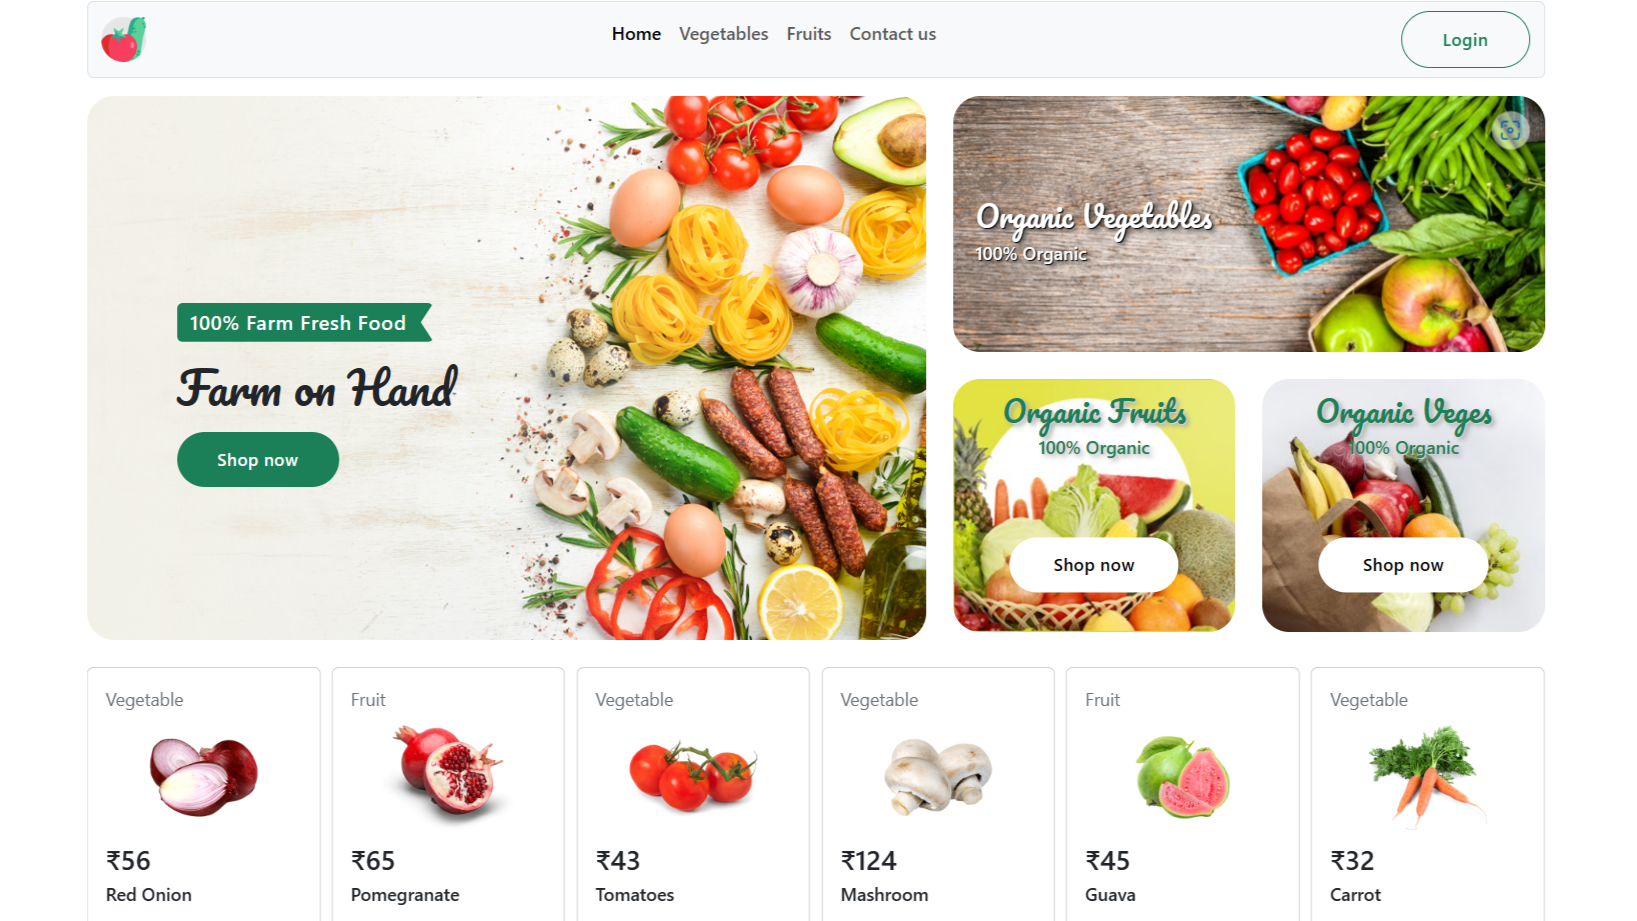 Home Vegetables Fruits Contact us
Login
100% Farm Fresh Food
Farm on Hand
Shop now
Organic Vegetables
100% Organic
Organic Fruits
100% Organic
Shop now
Organic Veges
100% Organic
Shop now
Vegetable
₹56
Red Onion
Fruit
₹65
Pomegranate
Vegetable
₹43
Tomatoes
Vegetable
₹124
Mashroom
Fruit
₹45
Guava
Vegetable
₹32
Carrot